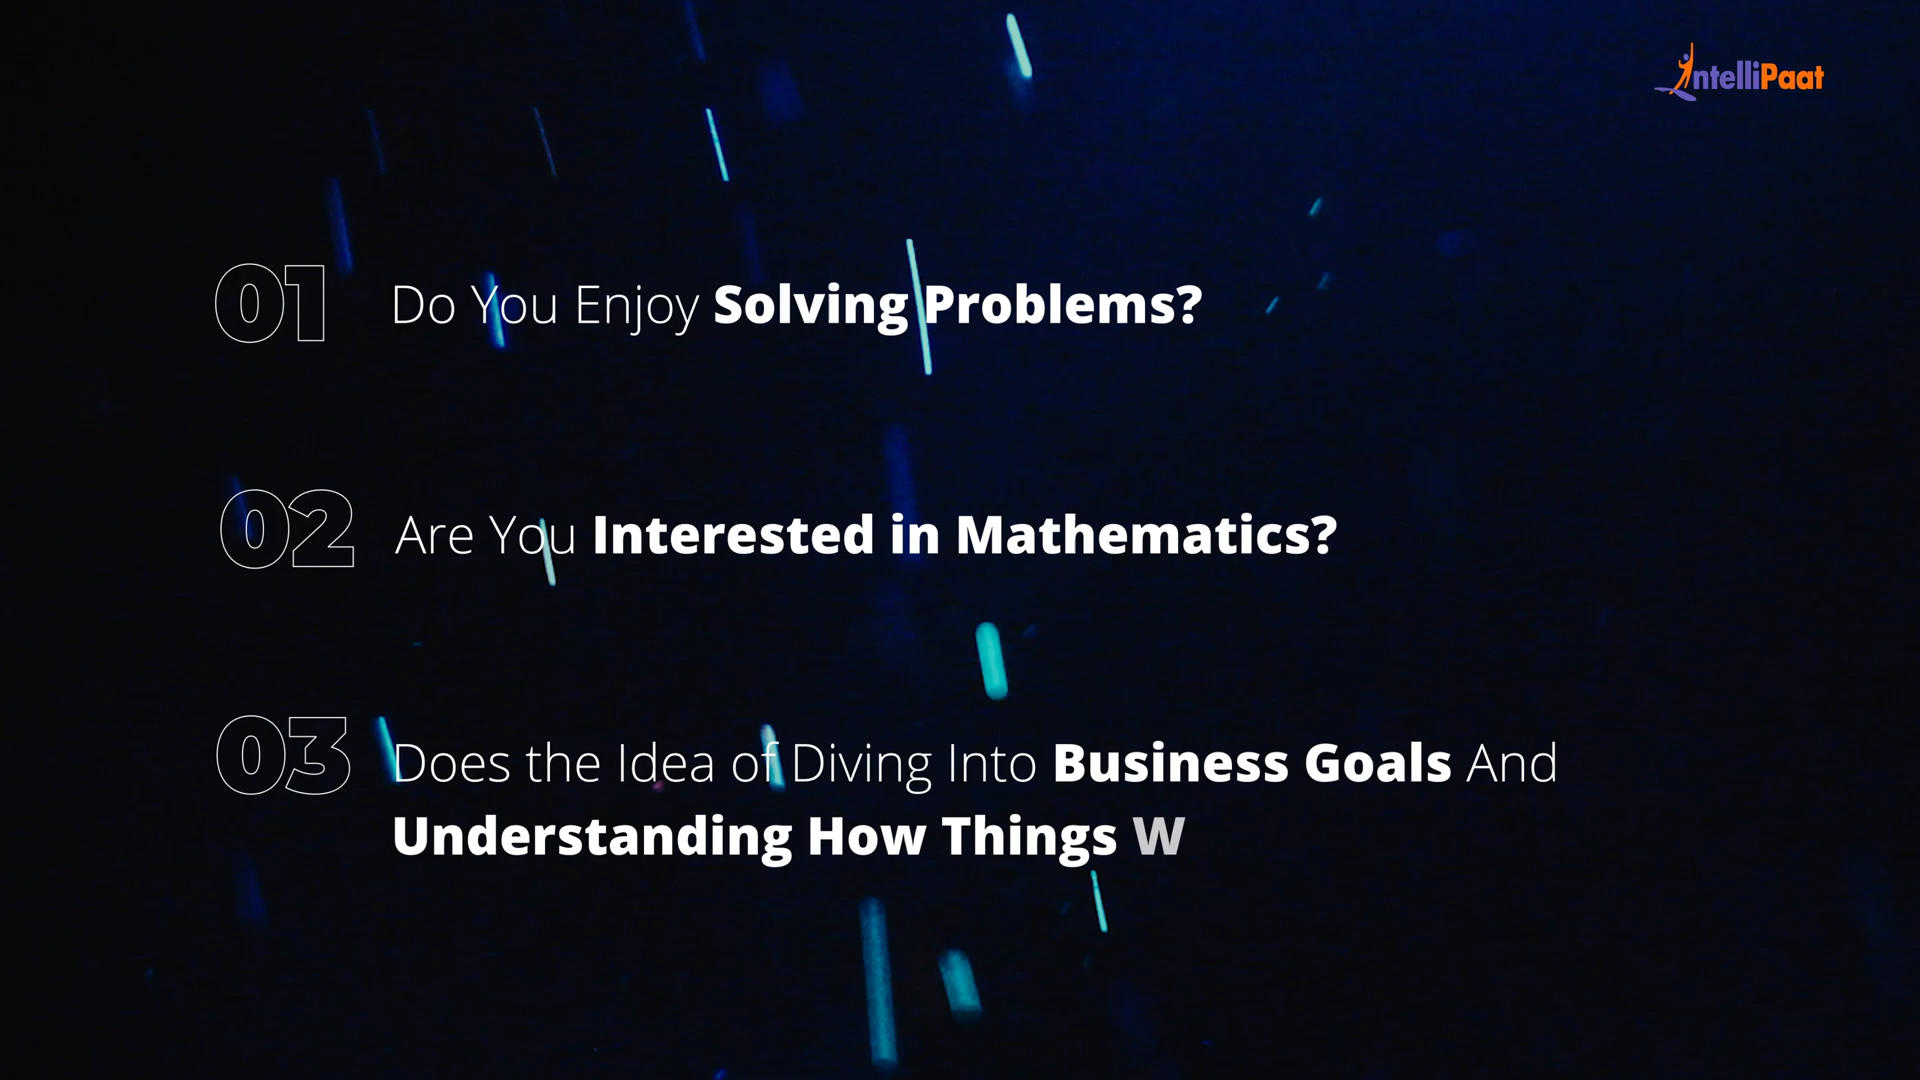 IntelliPaat
01 Do You Enjoy Solving Problems?
02 Are You Interested in Mathematics?
03 Does the Idea of Diving Into Business Goals And
Understanding How Things W